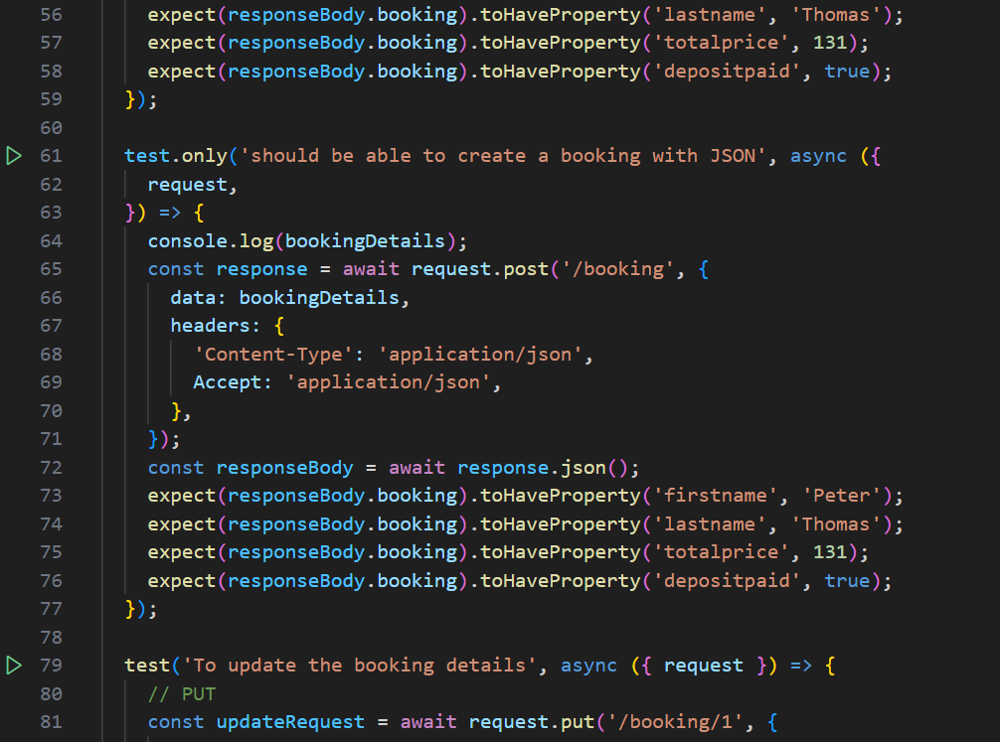 56 expect(responseBody.booking).toHaveProperty('lastname', 'Thomas');
57 expect(responseBody.booking).toHaveProperty('totalprice', 131);
58 expect(responseBody.booking).toHaveProperty('depositpaid', true);
59 });
60
61 test.only('should be able to create a booking with JSON', async ({
62 request,
63 }) => {
64 console.log(bookingDetails);
65 const response = await request.post('/booking', {
66 data: bookingDetails,
67 headers: {
68 'Content-Type': 'application/json',
69 Accept: 'application/json',
70 },
71 });
72 const responseBody = await response.json();
73 expect(responseBody.booking).toHaveProperty('firstname', 'Peter');
74 expect(responseBody.booking).toHaveProperty('lastname', 'Thomas');
75 expect(responseBody.booking).toHaveProperty('totalprice', 131);
76 expect(responseBody.booking).toHaveProperty('depositpaid', true);
77 });
78
79 test('To update the booking details', async ({ request }) => {
80 // PUT
81 const updateRequest = await request.put('/booking/1', {